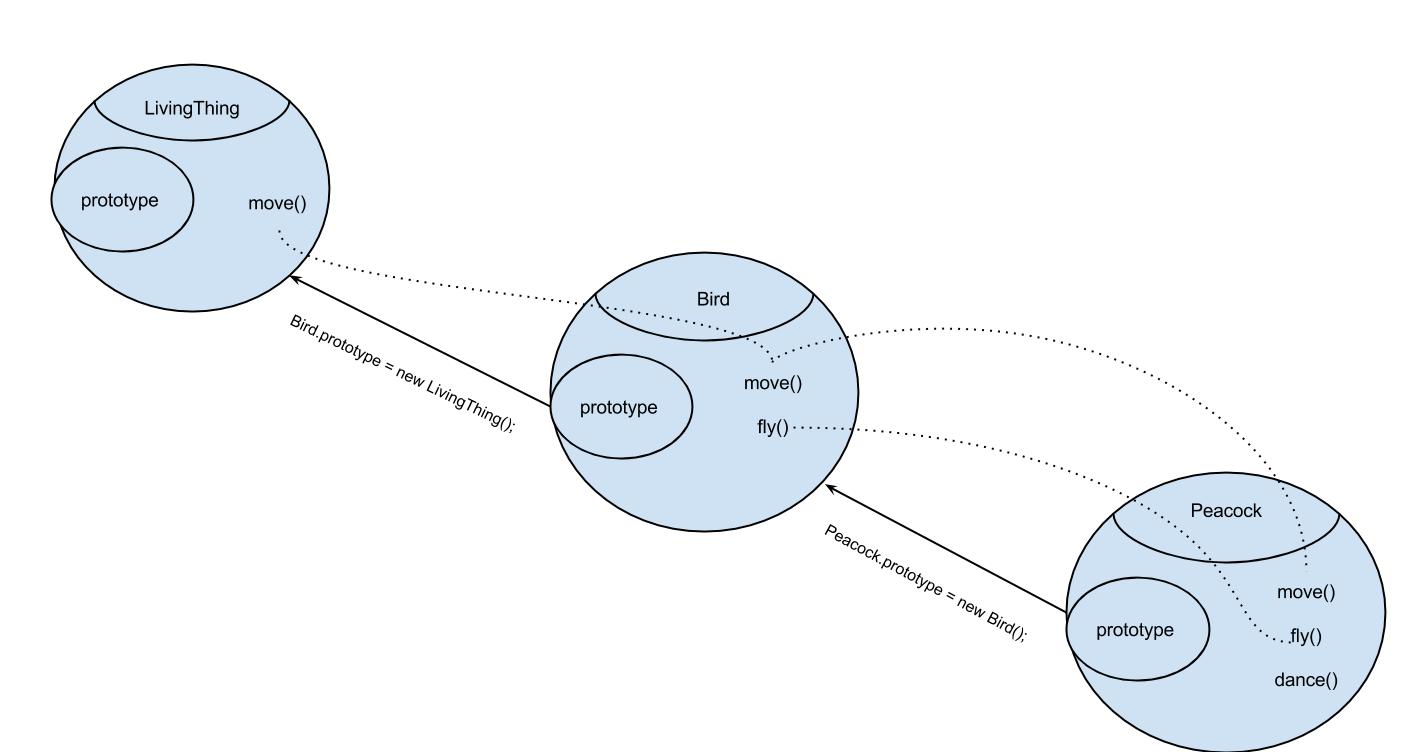 LivingThing
prototype
move()
Bird.prototype = new LivingThing();
Bird
prototype
move()
fly()
Peacock.prototype = new Bird();
Peacock
prototype
move()
fly()
dance()